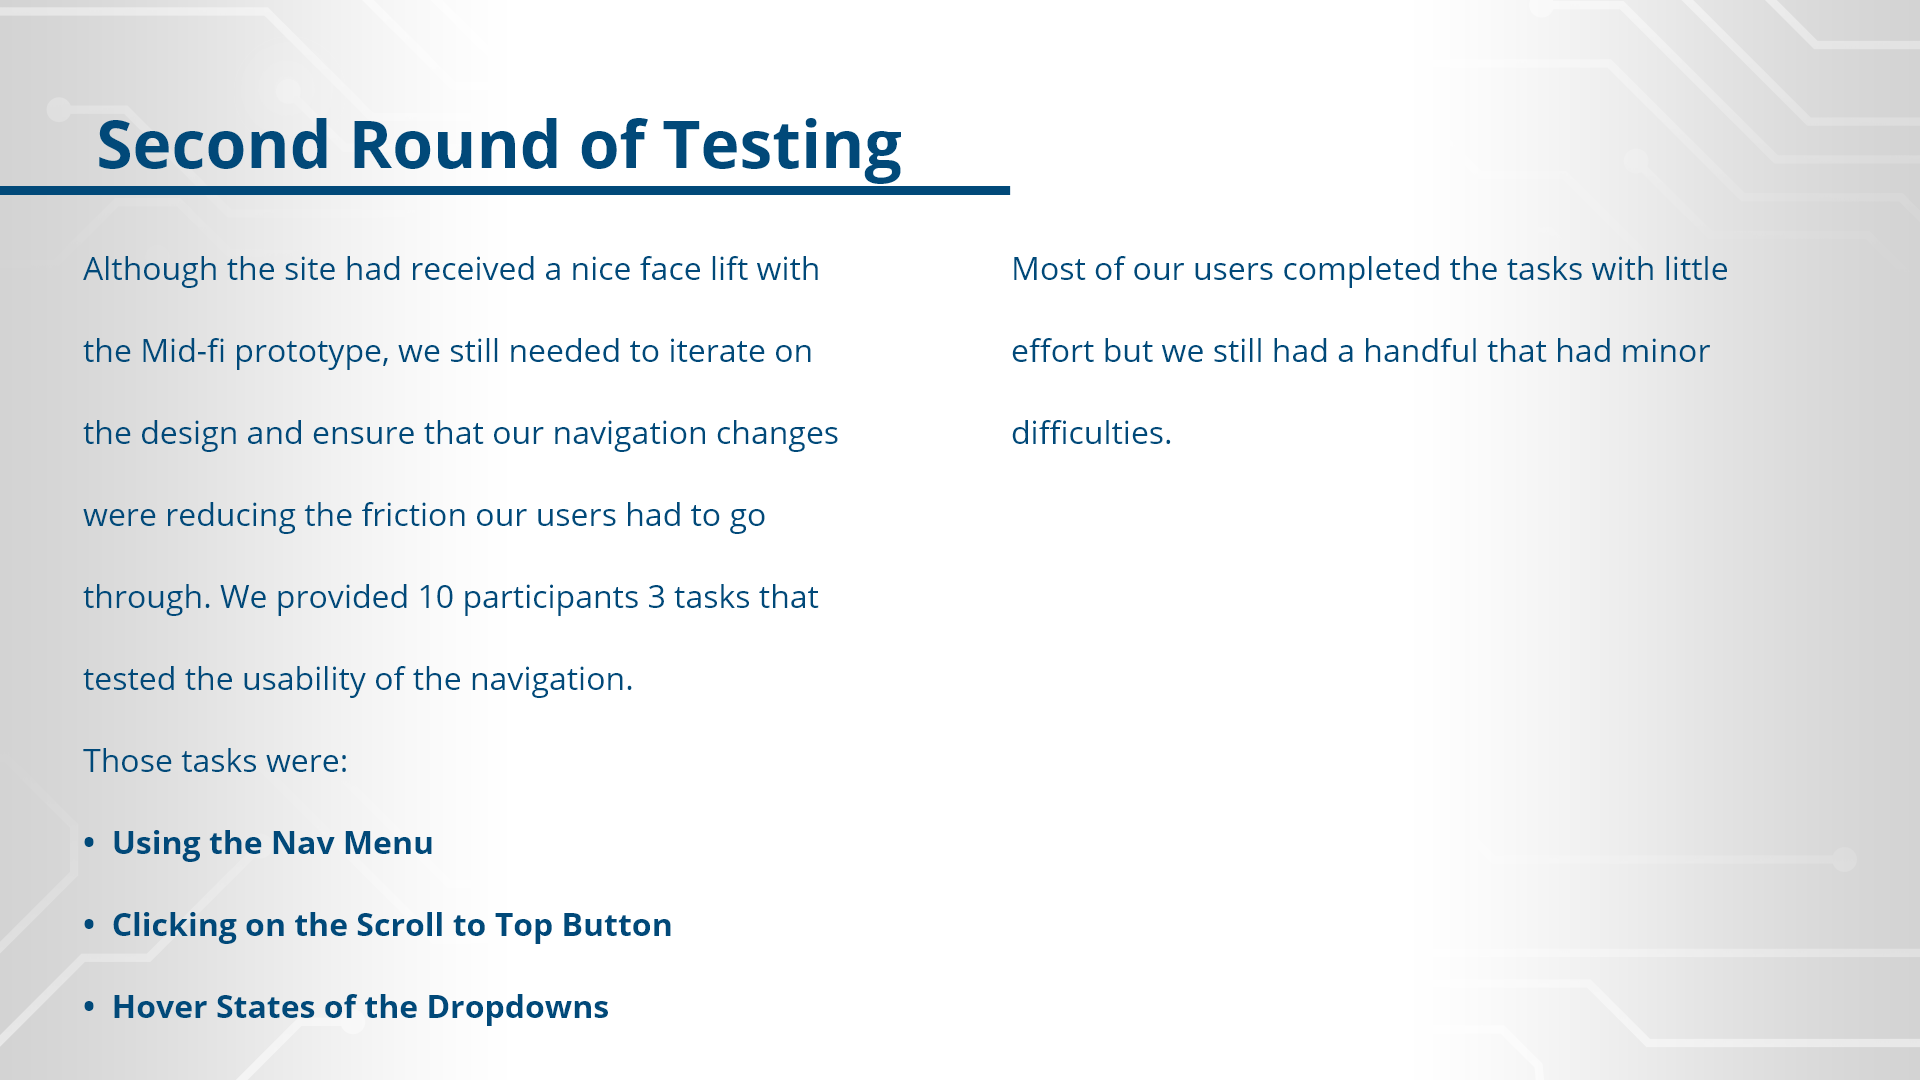 Second Round of Testing
Although the site had received a nice face lift with
the Mid-fi prototype, we still needed to iterate on
the design and ensure that our navigation changes
were reducing the friction our users had to go
through. We provided 10 participants 3 tasks that
tested the usability of the navigation.
Those tasks were:
• Using the Nav Menu
• Clicking on the Scroll to Top Button
• Hover States of the Dropdowns
Most of our users completed the tasks with little
effort but we still had a handful that had minor
difficulties.